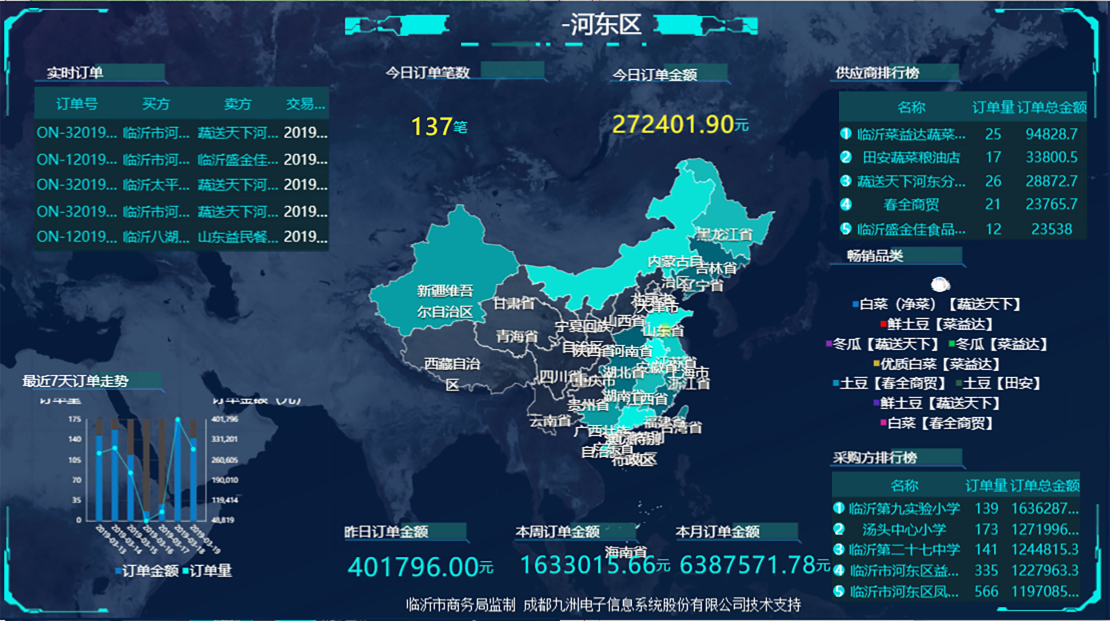 -河东区
实时订单
订单号 买方 卖方 交易...
ON-32019... 临沂市河... 蔬送天下河... 2019...
ON-12019... 临沂市河... 临沂盛金佳... 2019...
ON-32019... 临沂太平... 蔬送天下河... 2019...
ON-32019... 临沂市河... 蔬送天下河... 2019...
ON-12019... 临沂八湖... 山东益民餐... 2019...
今日订单笔数
137笔
今日订单金额
272401.90元
供应商排行榜
名称 订单量 订单总金额
1 临沂菜益达蔬菜... 25 94828.7
2 田安蔬菜粮油店 17 33800.5
3 蔬送天下河东分... 26 28872.7
4 春全商贸 21 23765.7
5 临沂盛金佳食品... 12 23538
畅销品类
白菜（净菜）【蔬送天下】
鲜土豆【菜益达】
冬瓜【蔬送天下】 冬瓜【菜益达】
优质白菜【菜益达】
土豆【春全商贸】 土豆【田安】
鲜土豆【蔬送天下】
白菜【春全商贸】
采购方排行榜
名称 订单量 订单总金额
1 临沂第九实验小学 139 1636287...
2 汤头中心小学 173 1271996...
3 临沂第二十七中学 141 1244815.3
4 临沂市河东区益... 335 1227963.3
5 临沂市河东区凤... 566 1197085...
黑龙江省
内蒙古自
治区
吉林省
辽宁省
新疆维吾
尔自治区
甘肃省
天津市
山西省
山东省
宁夏回族
自治区
青海省
陕西省
河南省
西藏自治
区
江苏省
安徽省
上海市
四川省
重庆市
湖北省
浙江省
湖南省
江西省
贵州省
云南省
福建省
台湾省
广西壮族
自治区
海南省
最近7天订单走势
订单量 订单金额（元）
175 401,796
140 331,201
105 260,605
70 190,010
35 119,414
0 48,819
2019-03-13
2019-03-14
2019-03-15
2019-03-16
2019-03-17
2019-03-18
2019-03-19
订单金额 订单量
昨日订单金额
401796.00元
本周订单金额
1633015.66元
本月订单金额
6387571.78元
临沂市商务局监制 成都九洲电子信息系统股份有限公司技术支持